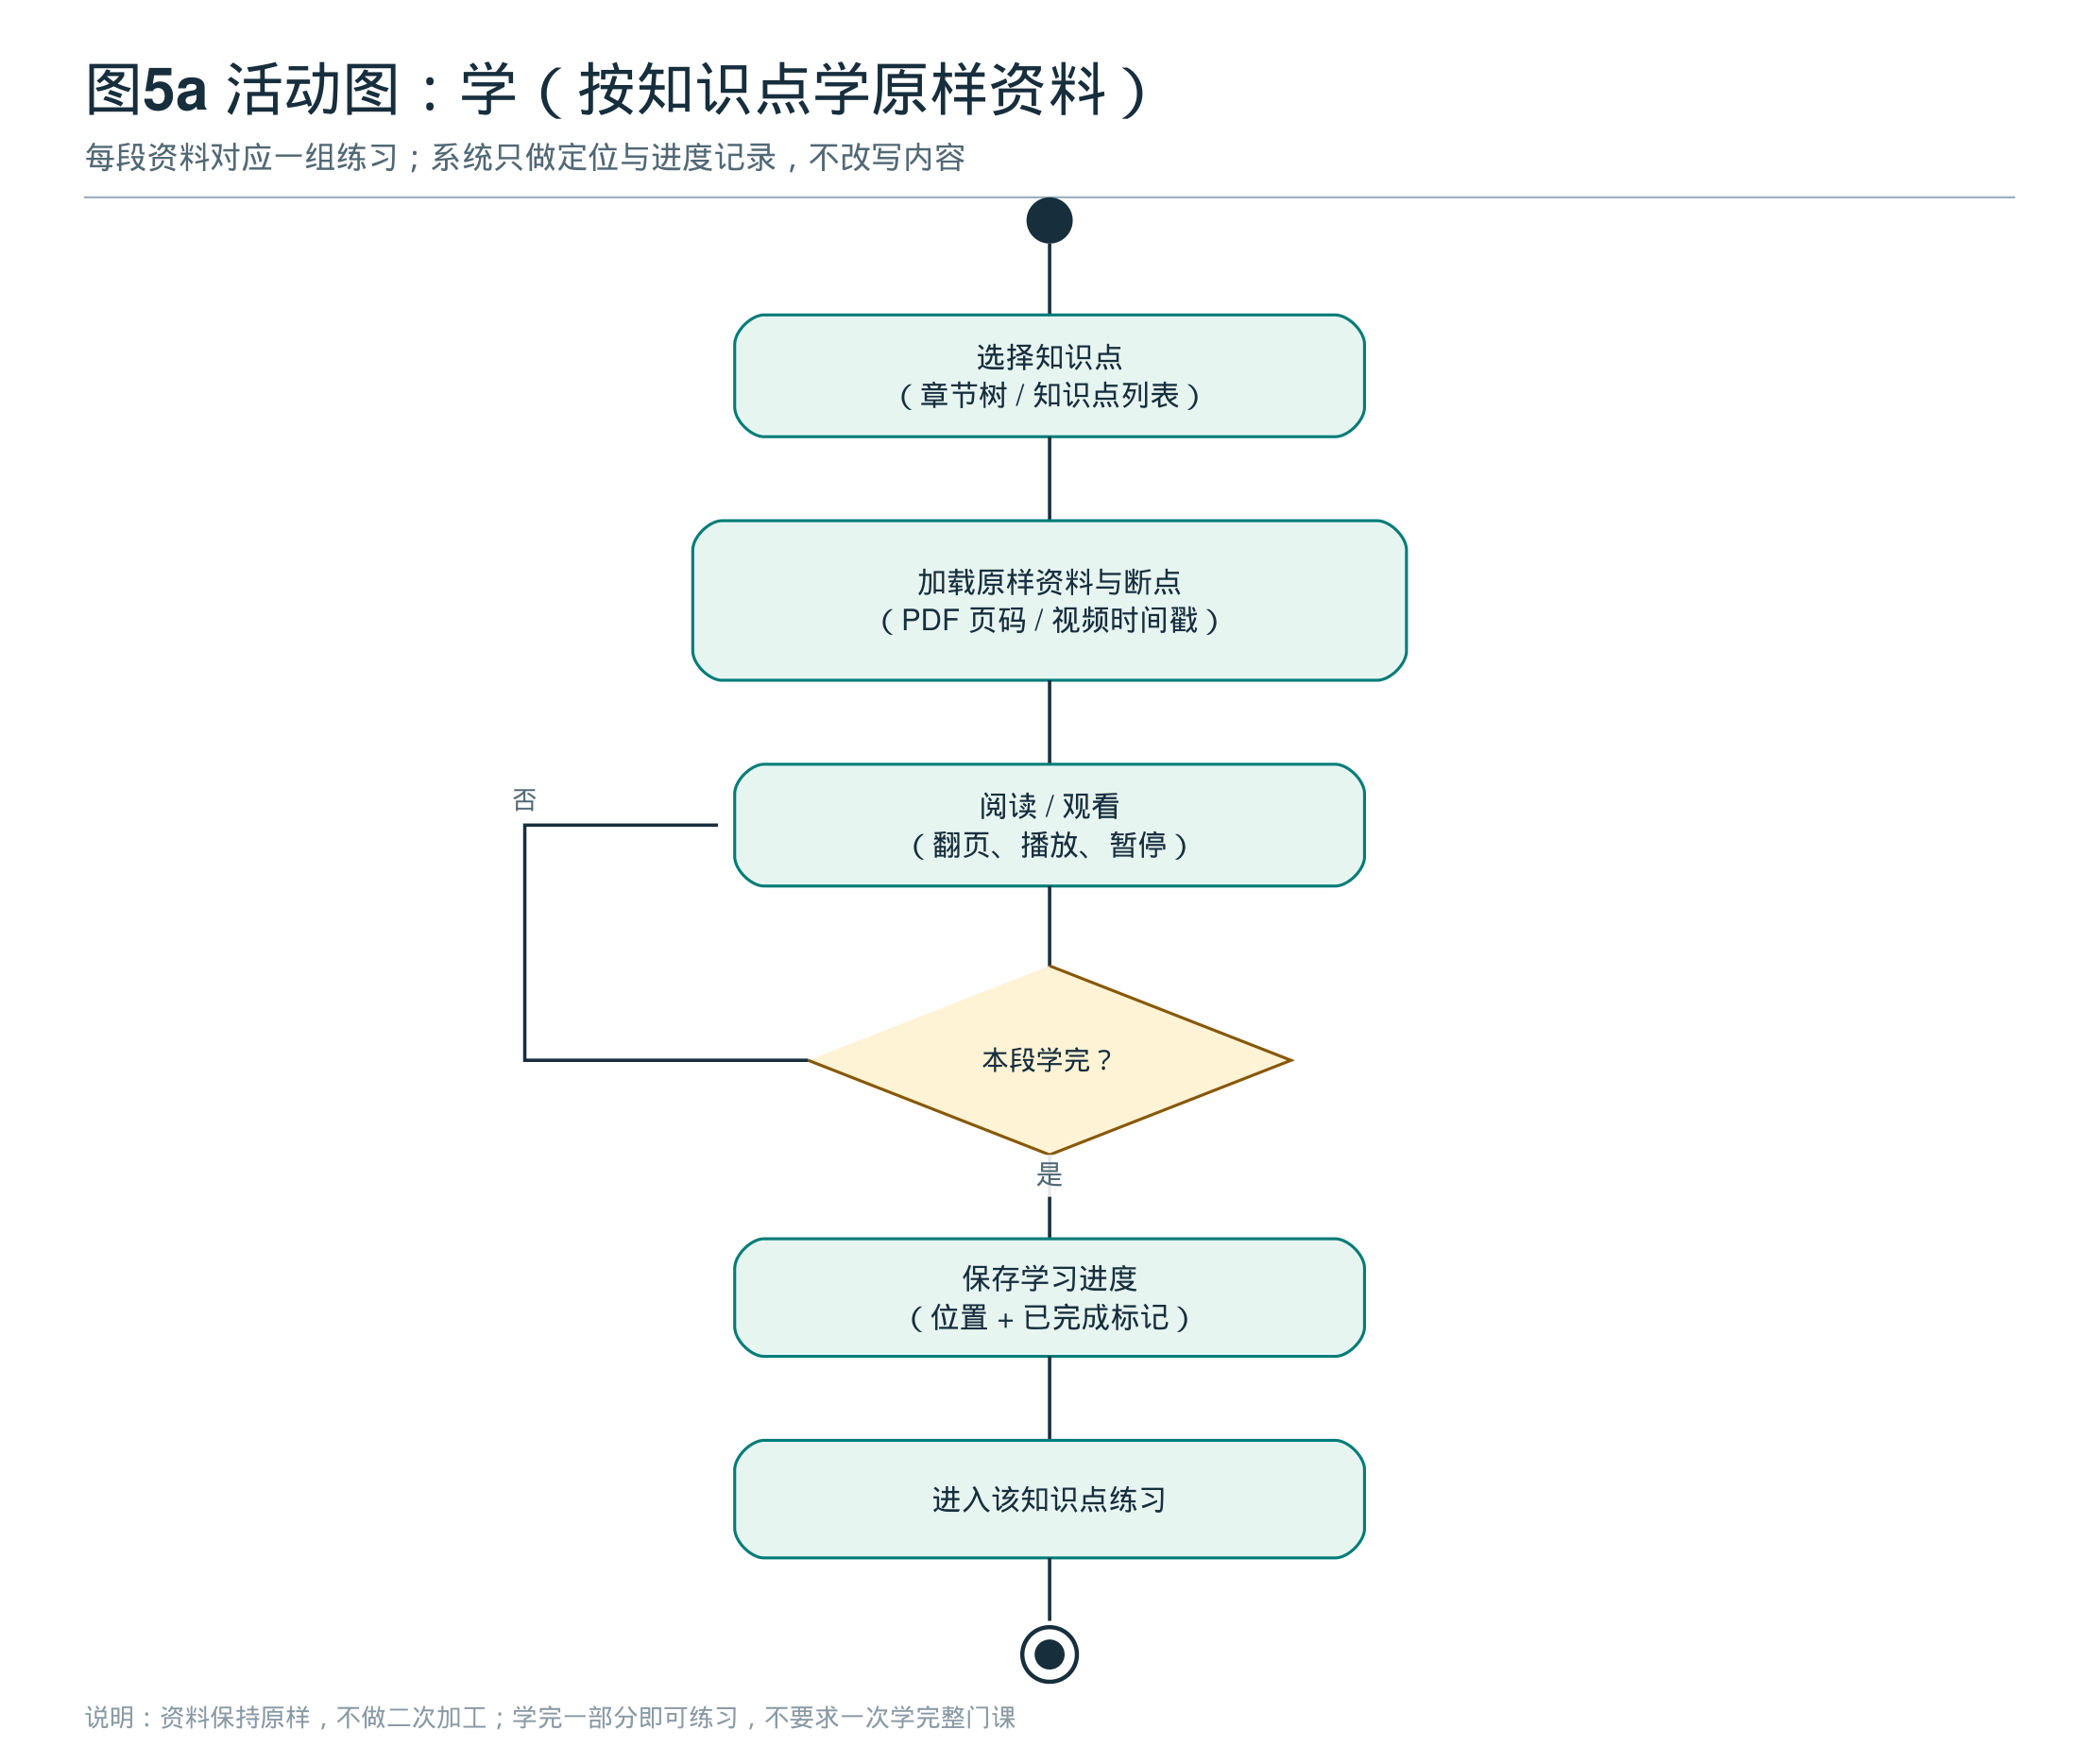 图5a 活动图：学（按知识点学原样资料）
每段资料对应一组练习；系统只做定位与进度记录，不改写内容
选择知识点
（章节树 / 知识点列表）
加载原样资料与断点
（PDF 页码 / 视频时间戳）
否
阅读 / 观看
（翻页、播放、暂停）
本段学完？
是
保存学习进度
（位置 + 已完成标记）
进入该知识点练习
说明：资料保持原样，不做二次加工；学完一部分即可练习，不要求一次学完整门课